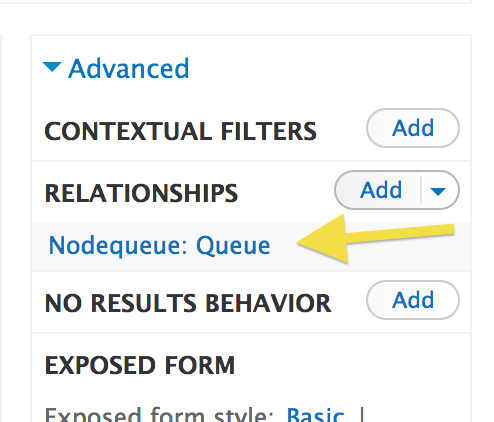 Advanced
CONTEXTUAL FILTERS Add
RELATIONSHIPS Add
Nodequeue: Queue
NO RESULTS BEHAVIOR Add
EXPOSED FORM
Exposed form style: Basic |